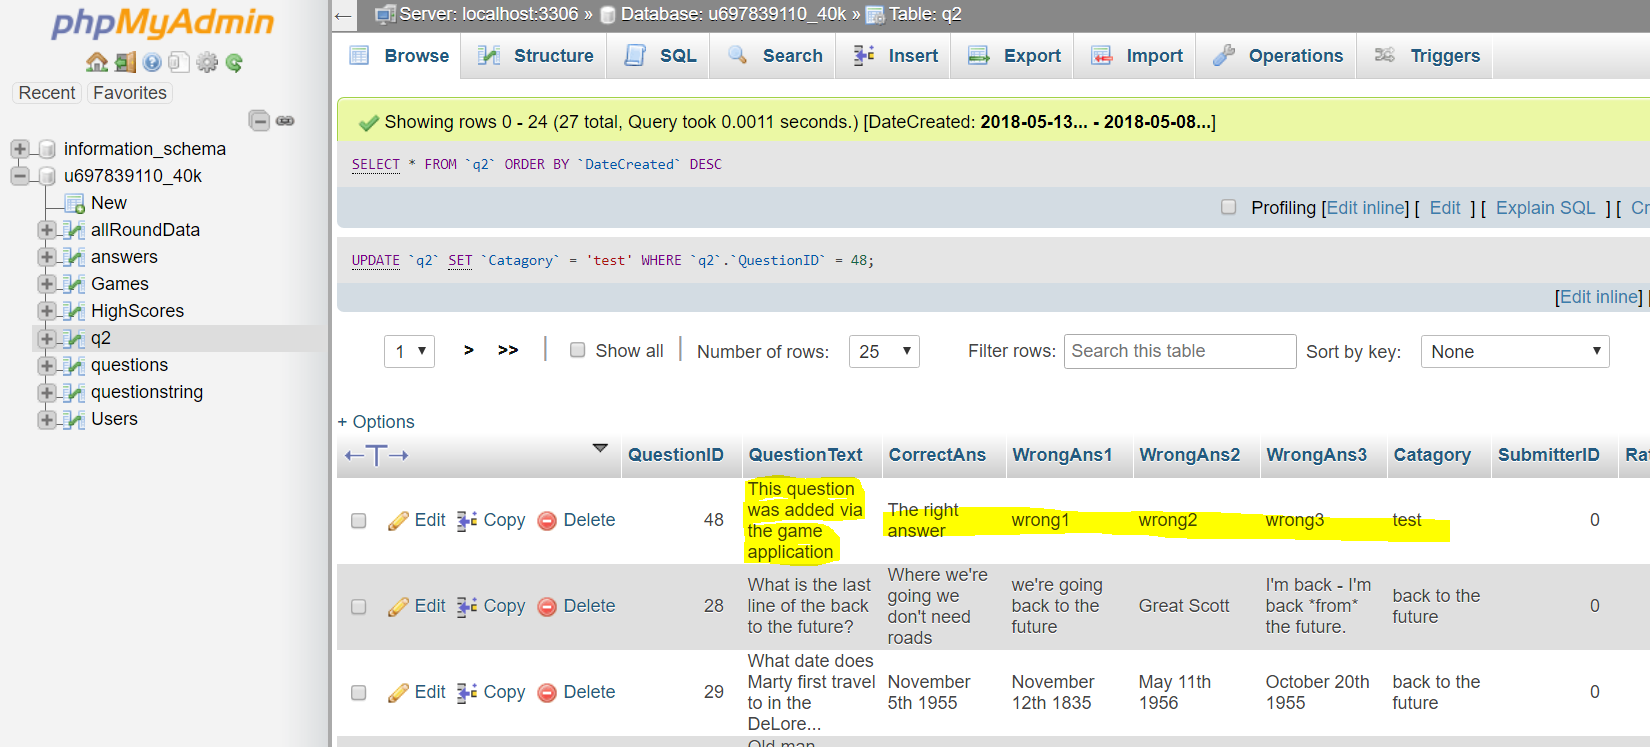 phpMyAdmin
Recent Favorites
information_schema
u697839110_40k
New
allRoundData
answers
Games
HighScores
q2
questions
questionstring
Users
← Server: localhost:3306 » Database: u697839110_40k » Table: q2
Browse Structure SQL Search Insert Export Import Operations Triggers
Showing rows 0 - 24 (27 total, Query took 0.0011 seconds.) [DateCreated: 2018-05-13... - 2018-05-08...]
SELECT * FROM `q2` ORDER BY `DateCreated` DESC
Profiling [Edit inline] [ Edit ] [ Explain SQL ] [ Cr
UPDATE `q2` SET `Catagory` = 'test' WHERE `q2`.`QuestionID` = 48;
[Edit inline]
1 > >> | Show all | Number of rows: 25 Filter rows: Search this table Sort by key: None
+ Options
←T→ QuestionID QuestionText CorrectAns WrongAns1 WrongAns2 WrongAns3 Catagory SubmitterID Rat
Edit Copy Delete 48
This question
was added via
the game
application
The right
answer
wrong1
wrong2
wrong3
test
0
Edit Copy Delete 28
What is the last
line of the back
to the future?
Where we're
going we
don't need
roads
we're going
back to the
future
Great Scott
I'm back - I'm
back *from*
the future.
back to the
future
0
Edit Copy Delete 29
What date does
Marty first travel
to in the
DeLore...
November
5th 1955
November
12th 1835
May 11th
1956
October 20th
1955
back to the
future
0
Old man